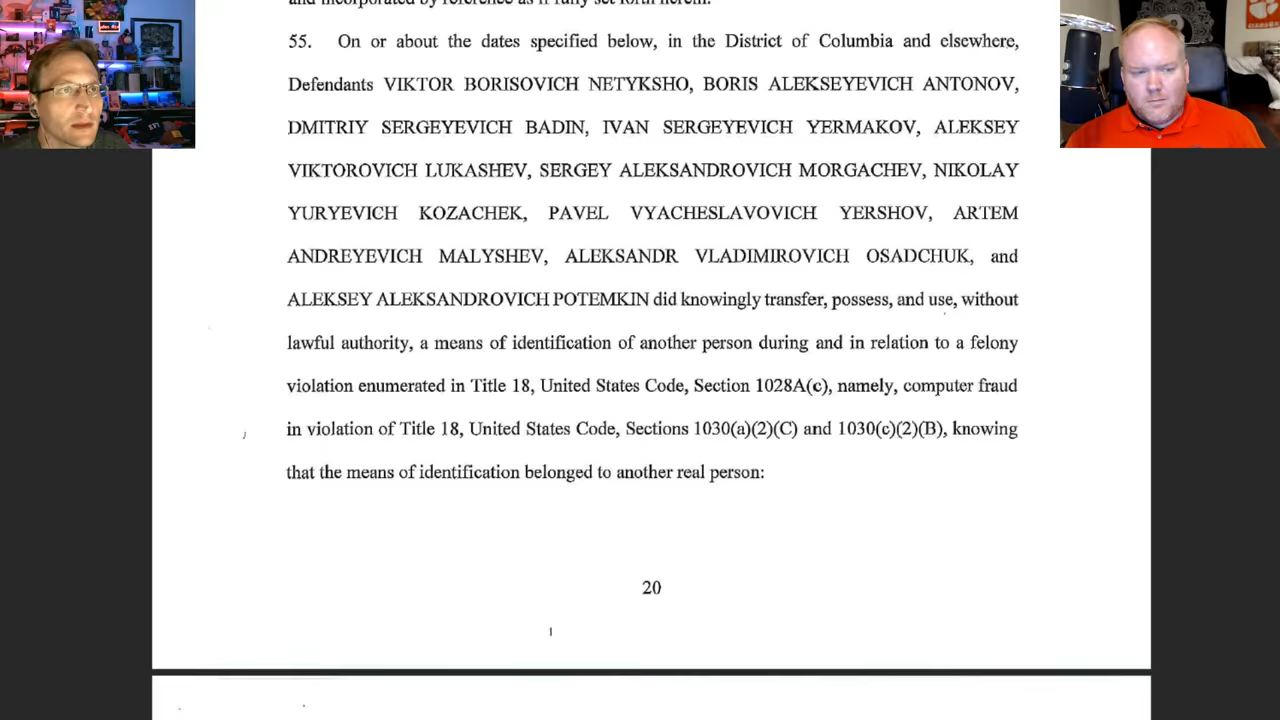 and incorporated by reference as if fully set forth herein.
55. On or about the dates specified below, in the District of Columbia and elsewhere,
Defendants VIKTOR BORISOVICH NETYKSHO, BORIS ALEKSEYEVICH ANTONOV,
DMITRIY SERGEYEVICH BADIN, IVAN SERGEYEVICH YERMAKOV, ALEKSEY
VIKTOROVICH LUKASHEV, SERGEY ALEKSANDROVICH MORGACHEV, NIKOLAY
YURYEVICH KOZACHEK, PAVEL VYACHESLAVOVICH YERSHOV, ARTEM
ANDREYEVICH MALYSHEV, ALEKSANDR VLADIMIROVICH OSADCHUK, and
ALEKSEY ALEKSANDROVICH POTEMKIN did knowingly transfer, possess, and use, without
lawful authority, a means of identification of another person during and in relation to a felony
violation enumerated in Title 18, United States Code, Section 1028A(c), namely, computer fraud
in violation of Title 18, United States Code, Sections 1030(a)(2)(C) and 1030(c)(2)(B), knowing
that the means of identification belonged to another real person:
20